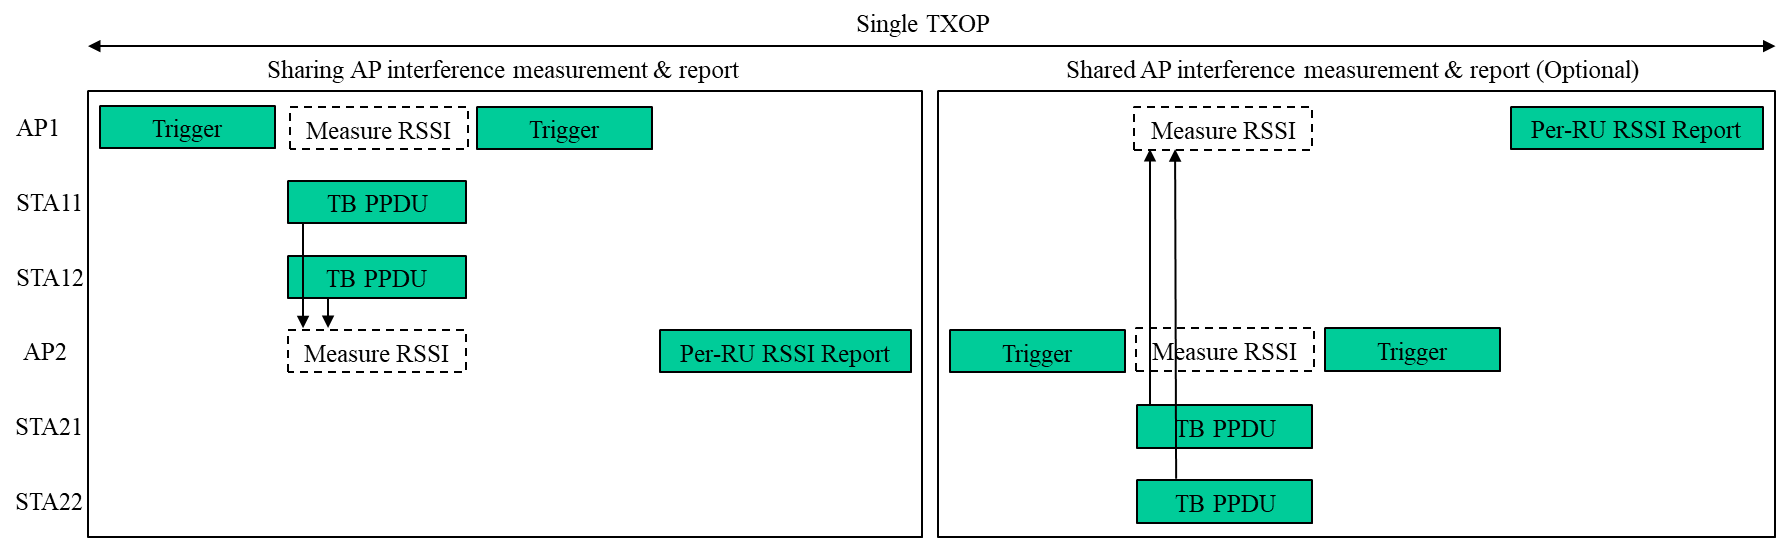 Single TXOP
Sharing AP interference measurement & report
Shared AP interference measurement & report (Optional)
AP1
Trigger
Measure RSSI
Trigger
Measure RSSI
Per-RU RSSI Report
STA11
TB PPDU
STA12
TB PPDU
AP2
Measure RSSI
Per-RU RSSI Report
Trigger
Measure RSSI
Trigger
STA21
TB PPDU
STA22
TB PPDU